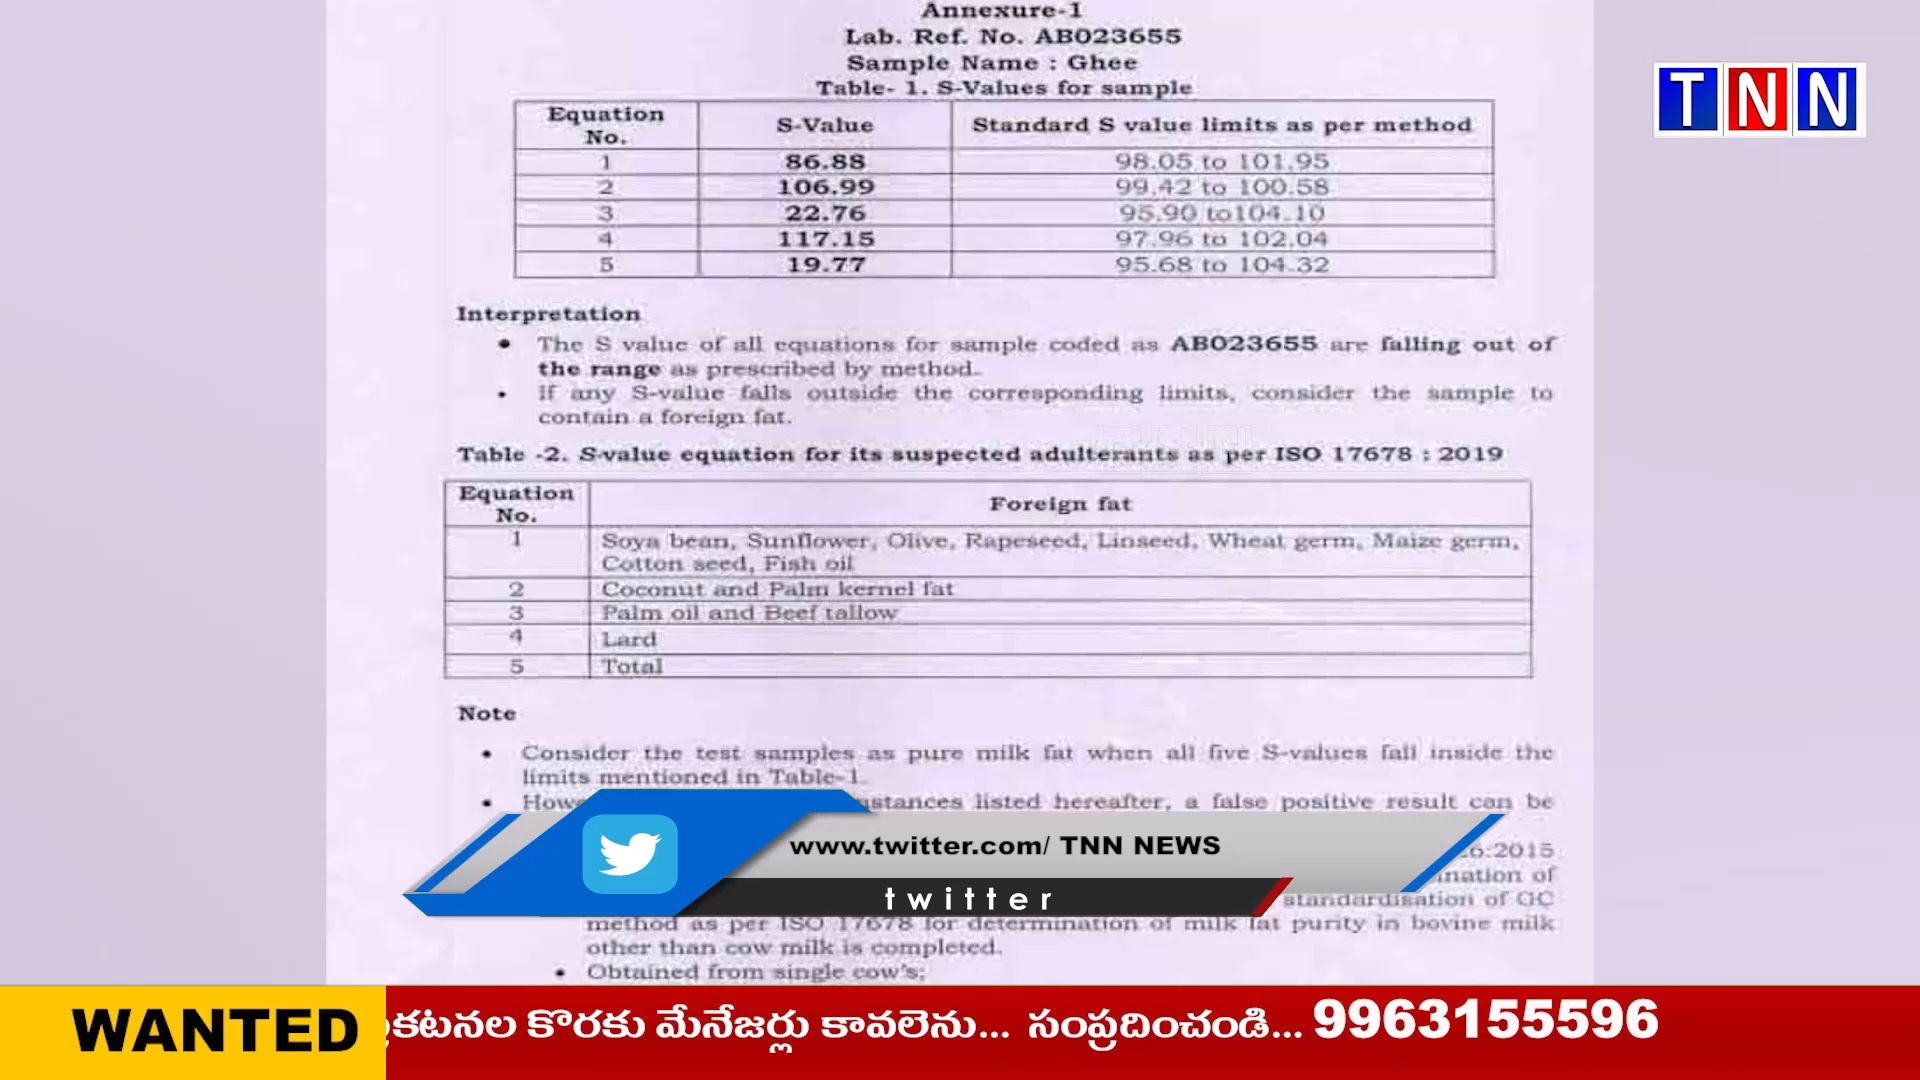 Annexure-1
Lab. Ref. No. AB023655
Sample Name : Ghee
Table- 1. S-Values for sample
TNN
Equation No. S-Value Standard S value limits as per method
1 86.88 98.05 to 101.95
2 106.99 99.42 to 100.58
3 22.76 95.90 to104.10
4 117.15 97.96 to 102.04
5 19.77 95.68 to 104.32
Interpretation
• The S value of all equations for sample coded as AB023655 are falling out of
the range as prescribed by method.
• If any S-value falls outside the corresponding limits, consider the sample to
contain a foreign fat.
Table -2. S-value equation for its suspected adulterants as per ISO 17678 : 2019
Equation No. Foreign fat
1 Soya bean, Sunflower, Olive, Rapeseed, Linseed, Wheat germ, Maize germ,
Cotton seed, Fish oil
2 Coconut and Palm kernel fat
3 Palm oil and Beef tallow
4 Lard
5 Total
Note
• Consider the test samples as pure milk fat when all five S-values fall inside the
limits mentioned in Table-1.
• listed hereafter, a false positive result can be
www.twitter.com/ TNN NEWS
:2015
of
twitter
standardisation of GC
method as per ISO 17678 for determination of milk fat purity in bovine milk
other than cow milk is completed.
• Obtained from single cow's;
WANTED కొరకు మేనేజర్లు కావలెను... సంప్రదించండి... 9963155596